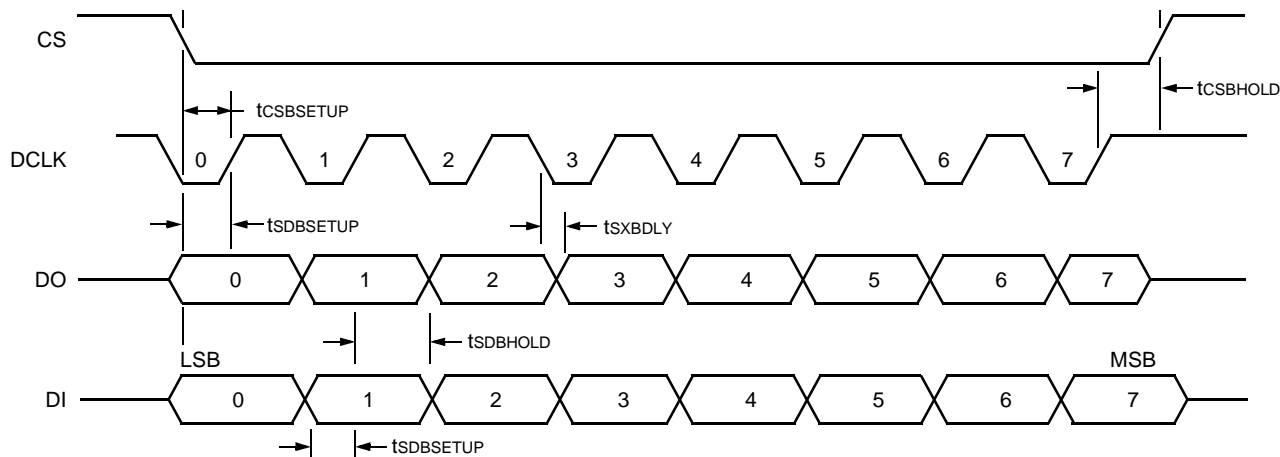 CS
tCSBSETUP
tCSBHOLD
DCLK 0 1 2 3 4 5 6 7
tSDBSETUP
tSXBDLY
DO 0 1 2 3 4 5 6 7
tSDBHOLD
LSB MSB
DI 0 1 2 3 4 5 6 7
tSDBSETUP